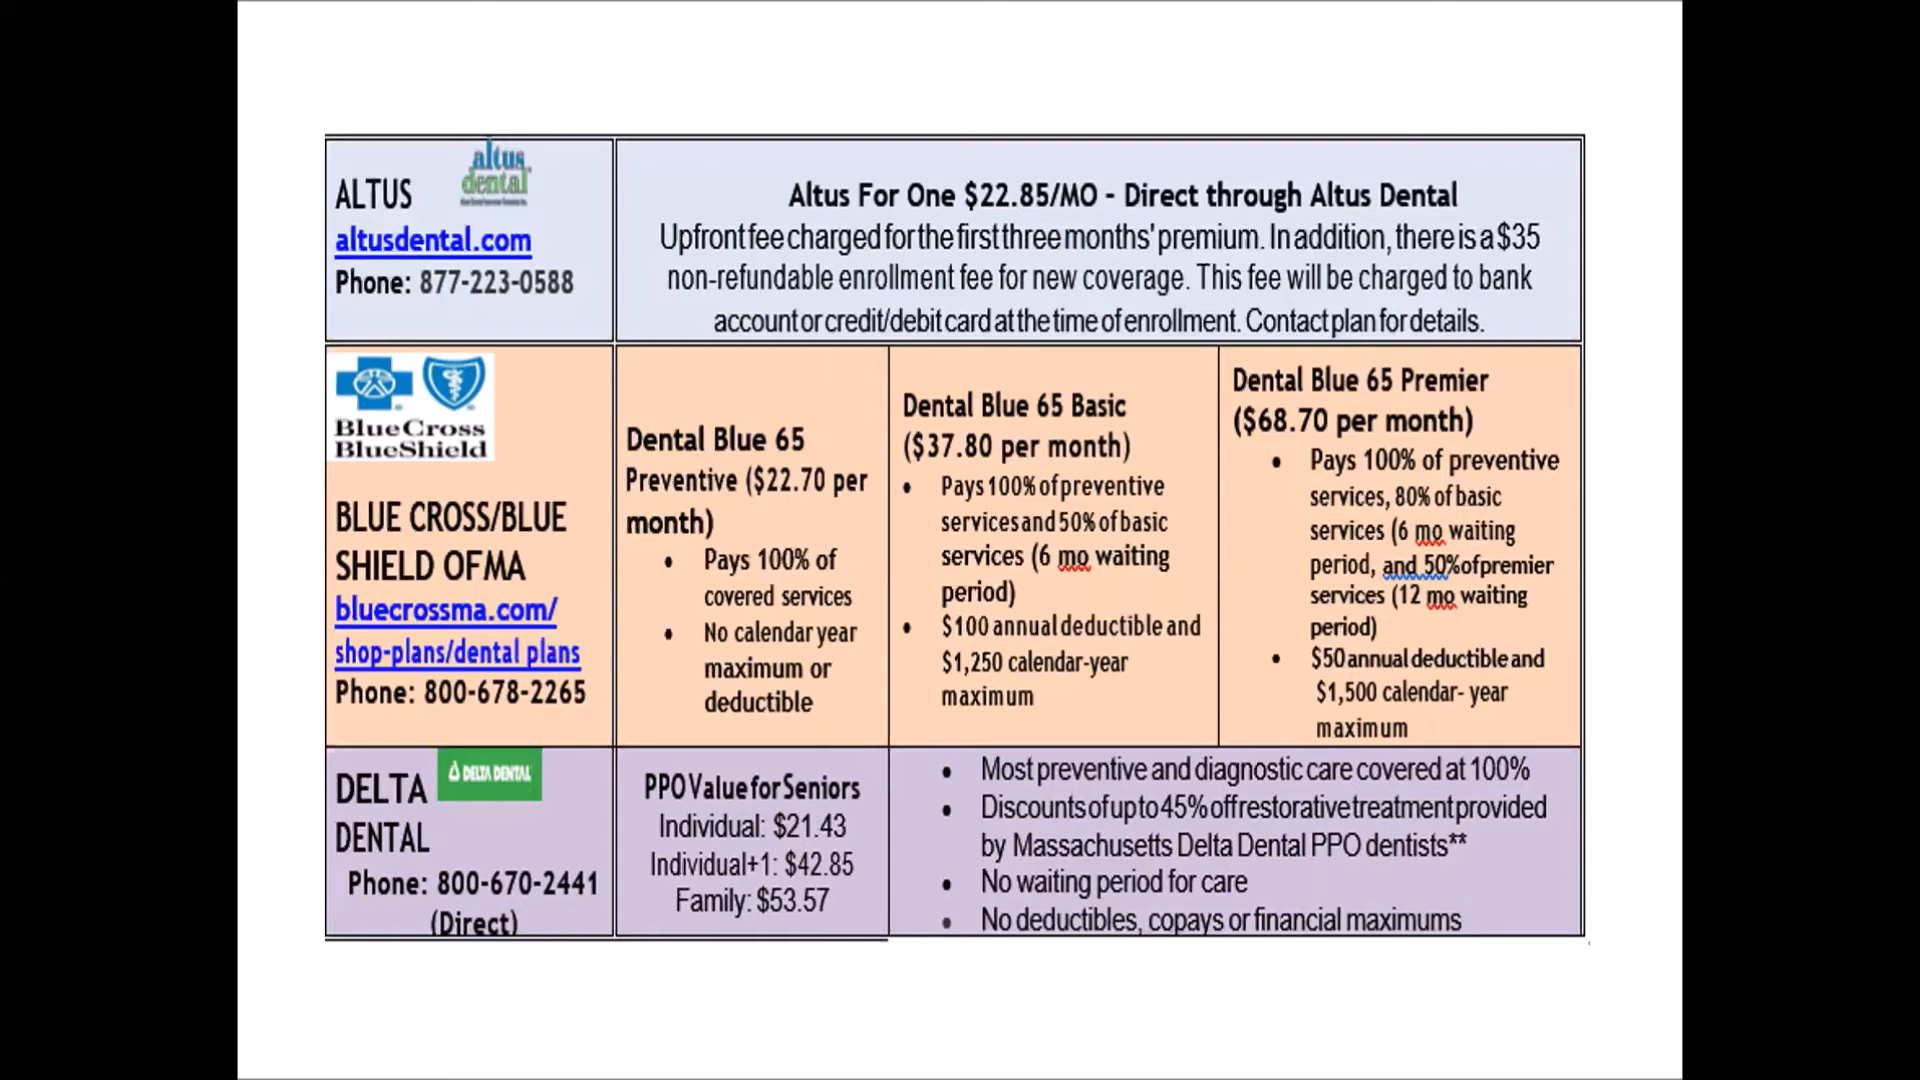 altus
dental
ALTUS
altusdental.com
Phone: 877-223-0588
Altus For One $22.85/MO - Direct through Altus Dental
Upfront fee charged for the first three months' premium. In addition, there is a $35
non-refundable enrollment fee for new coverage. This fee will be charged to bank
account or credit/debit card at the time of enrollment. Contact plan for details.
BlueCross
BlueShield
BLUE CROSS/BLUE
SHIELD OFMA
bluecrossma.com/
shop-plans/dental plans
Phone: 800-678-2265
Dental Blue 65
Preventive ($22.70 per
month)
• Pays 100% of
covered services
• No calendar year
maximum or
deductible
Dental Blue 65 Basic
($37.80 per month)
• Pays 100% of preventive
services and 50% of basic
services (6 mo waiting
period)
• $100 annual deductible and
$1,250 calendar-year
maximum
Dental Blue 65 Premier
($68.70 per month)
• Pays 100% of preventive
services, 80% of basic
services (6 mo waiting
period, and 50% of premier
services (12 mo waiting
period)
• $50 annual deductible and
$1,500 calendar- year
maximum
DELTA DENTAL
DELTA
DENTAL
Phone: 800-670-2441
(Direct)
PPO Value for Seniors
Individual: $21.43
Individual+1: $42.85
Family: $53.57
• Most preventive and diagnostic care covered at 100%
• Discounts of up to 45% off restorative treatment provided
by Massachusetts Delta Dental PPO dentists**
• No waiting period for care
• No deductibles, copays or financial maximums